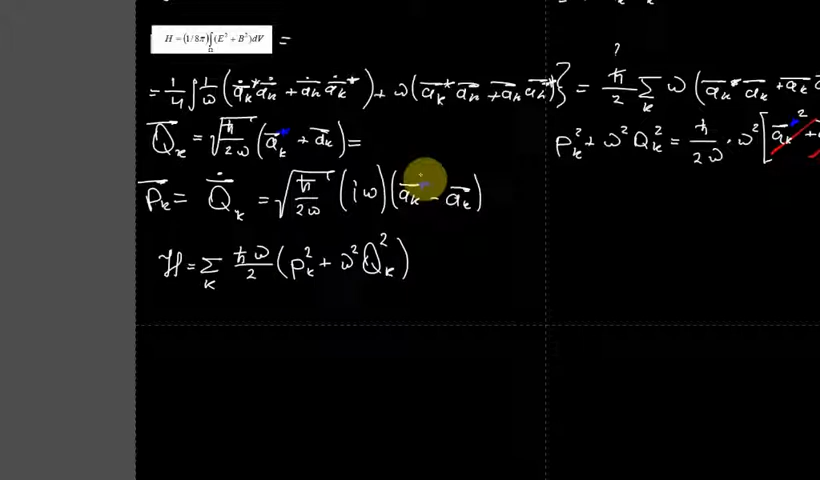 H = (1/8π)∫(E² + B²)dV =
= 1/4 ∫ 1/ω (ȧₖ* ȧₖ + ȧₖ ȧₖ*) + ω(aₖ* aₖ + aₖ aₖ*)} = ħ/2 ∑ₖ ω (aₖ* aₖ + aₖ
?
Qₖ = √(ħ/2ω) (aₖ* + aₖ) =
Pₖ² + ω² Qₖ² = ħ/2ω · ω² [aₖ*² +
Pₖ = Q̇ₖ = √(ħ/2ω) (iω)(aₖ* - aₖ)
H = ∑ₖ ħω/2 (Pₖ² + ω² Qₖ²)